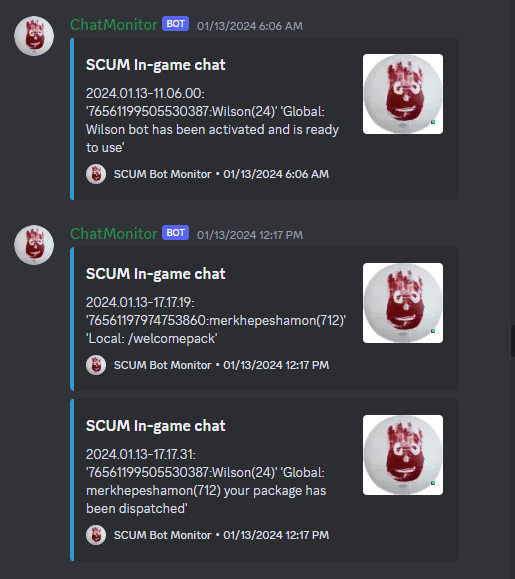 ChatMonitor BOT 01/13/2024 6:06 AM
SCUM In-game chat
2024.01.13-11.06.00:
'76561199505530387:Wilson(24)' 'Global:
Wilson bot has been activated and is ready
to use'
SCUM Bot Monitor • 01/13/2024 6:06 AM
ChatMonitor BOT 01/13/2024 12:17 PM
SCUM In-game chat
2024.01.13-17.17.19:
'76561197974753860:merkhepeshamon(712)'
'Local: /welcomepack'
SCUM Bot Monitor • 01/13/2024 12:17 PM
SCUM In-game chat
2024.01.13-17.17.31:
'76561199505530387:Wilson(24)' 'Global:
merkhepeshamon(712) your package has
been dispatched'
SCUM Bot Monitor • 01/13/2024 12:17 PM